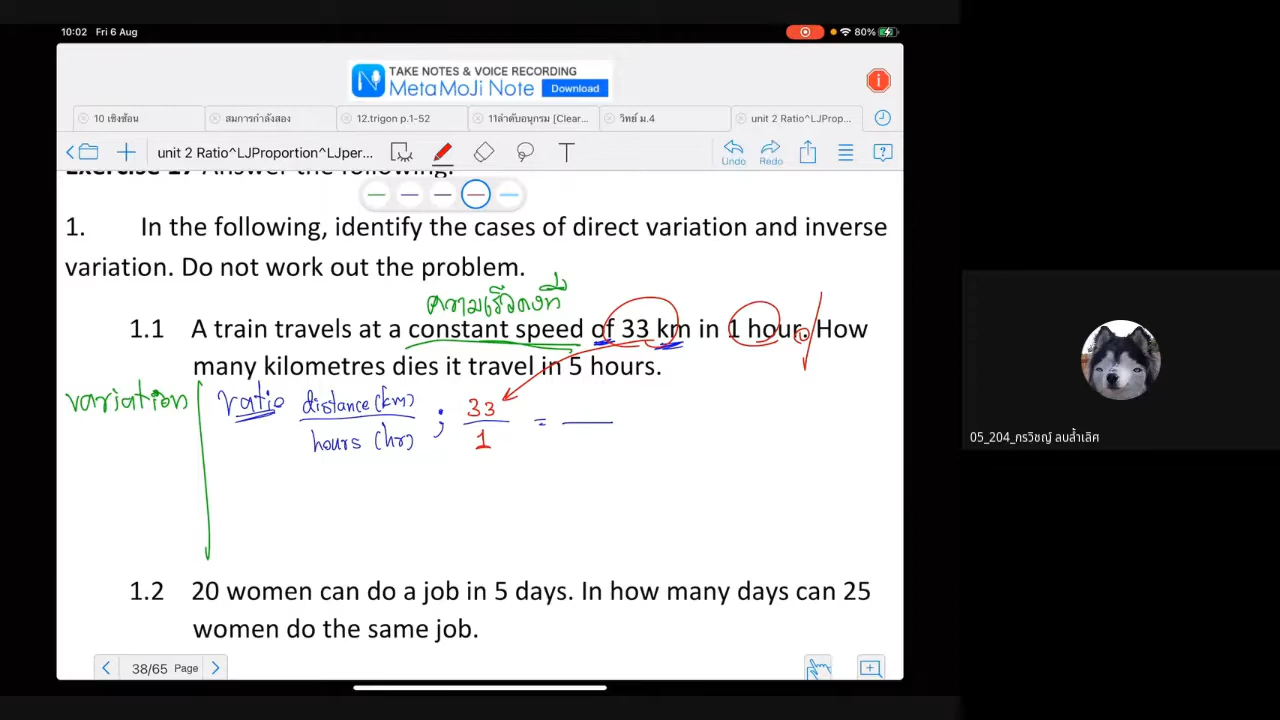 10:02 Fri 6 Aug
80%
TAKE NOTES & VOICE RECORDING
MetaMoJi Note Download
10 เชิงซ้อน
สมการกำลังสอง
12.trigon p.1-52
11ลำดับอนุกรม [Clear...
วิทย์ ม.4
unit 2 Ratio^LJProp...
unit 2 Ratio^LJProportion^LJper...
T
Undo
Redo
Exercise 17 Answer the following.
1. In the following, identify the cases of direct variation and inverse
variation. Do not work out the problem.
ความเร็วคงที่
1.1 A train travels at a constant speed of 33 km in 1 hour. How
many kilometres dies it travel in 5 hours.
variation
ratio distance (km) ; 33 =
hours (hr) 1
1.2 20 women can do a job in 5 days. In how many days can 25
women do the same job.
38/65 Page
05_204_กรวิชญ์ ลบล้ำเลิศ